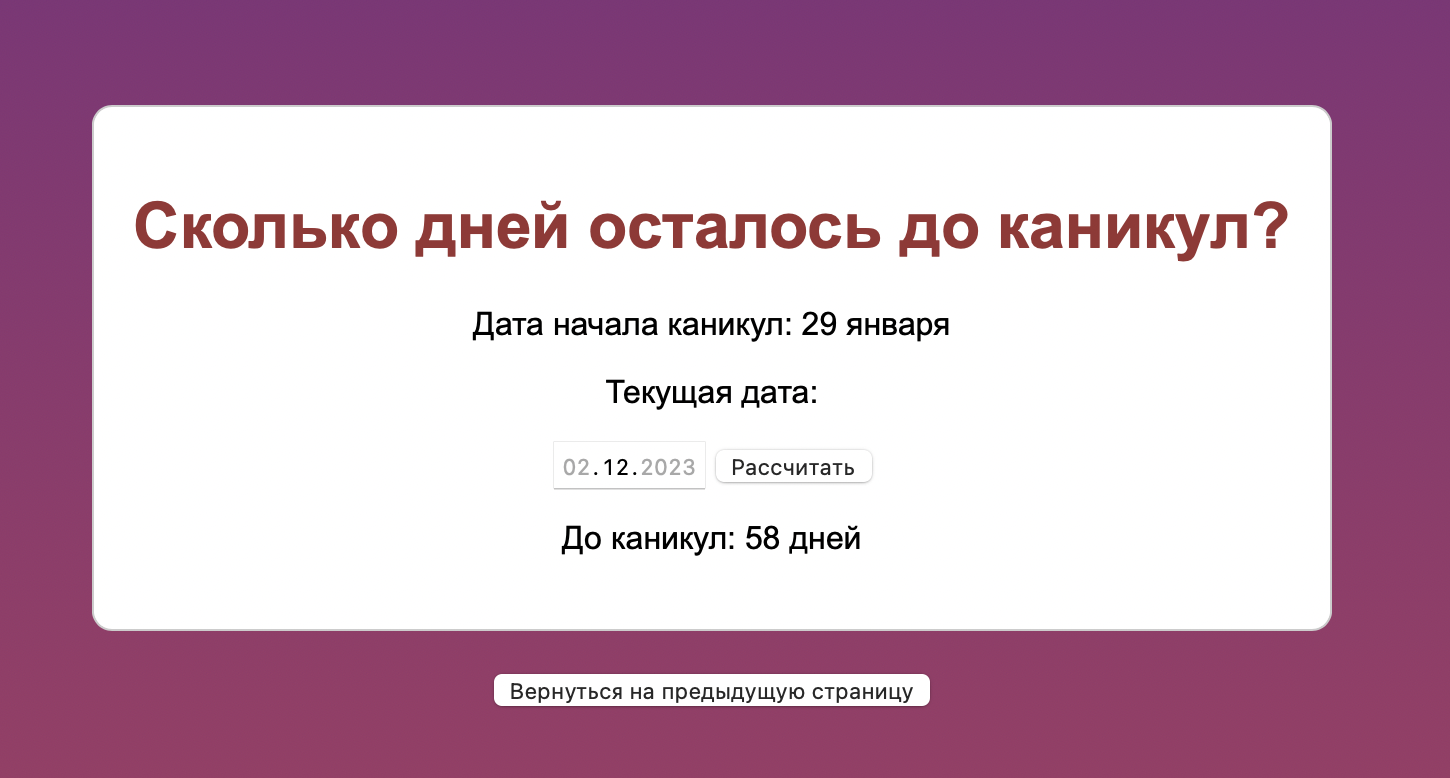 Сколько дней осталось до каникул?
Дата начала каникул: 29 января
Текущая дата:
02.12.2023 Рассчитать
До каникул: 58 дней
Вернуться на предыдущую страницу